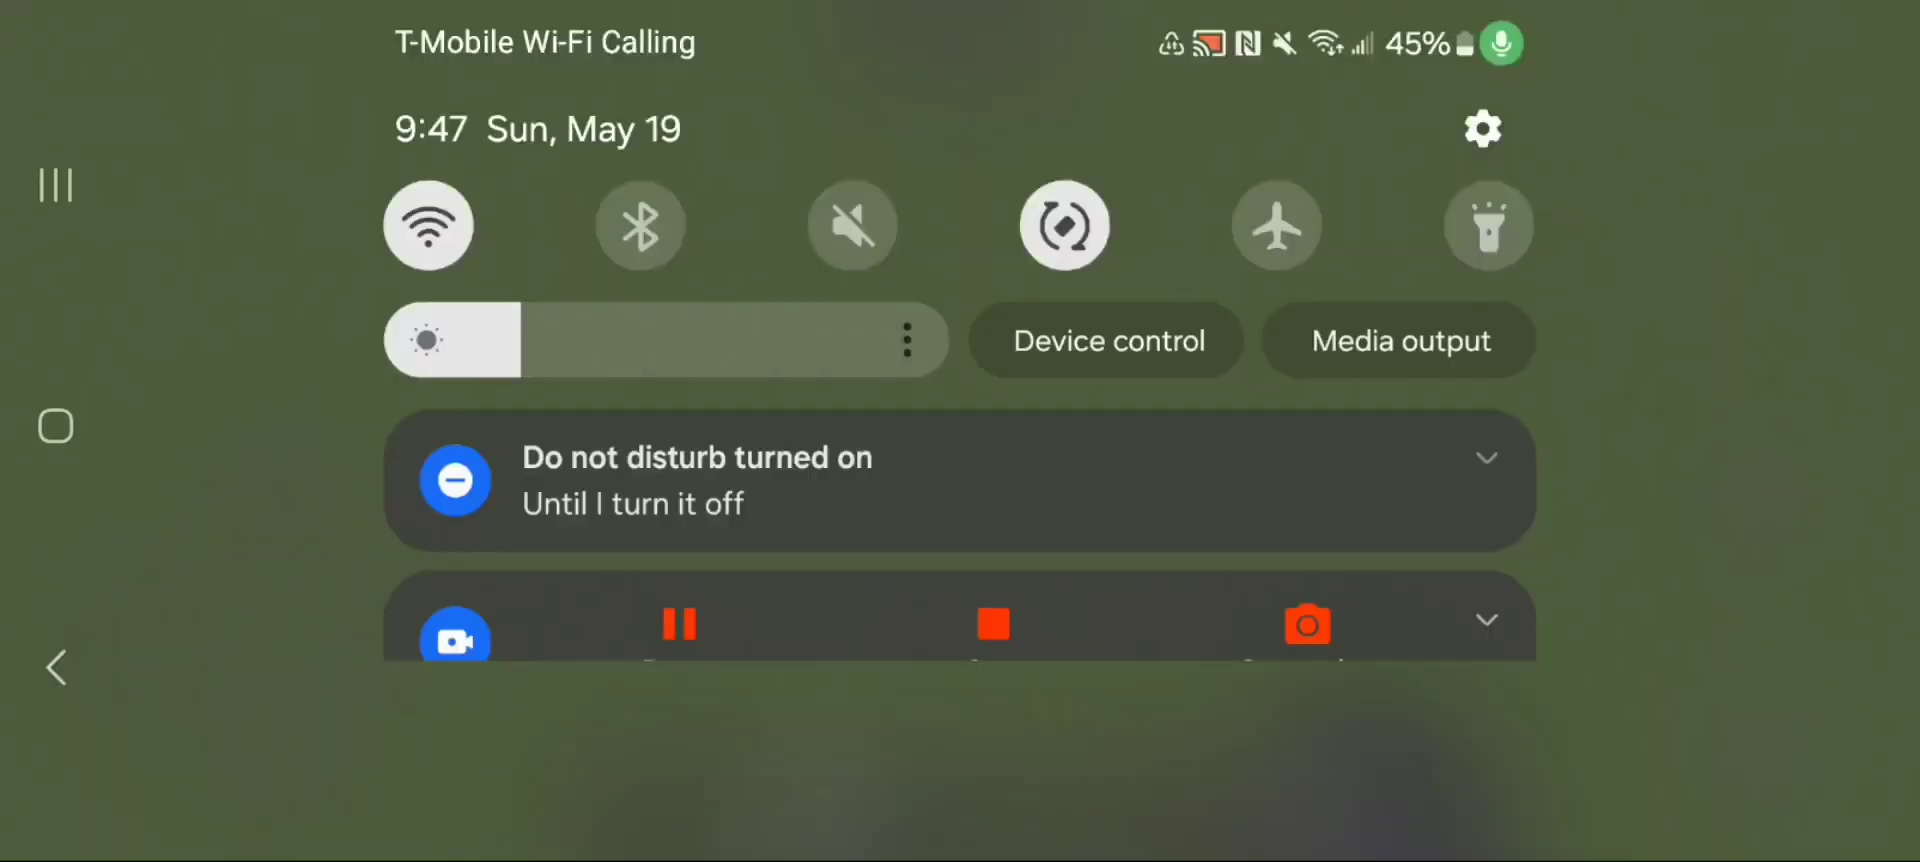 T-Mobile Wi-Fi Calling
45%
9:47 Sun, May 19
Device control
Media output
Do not disturb turned on
Until I turn it off